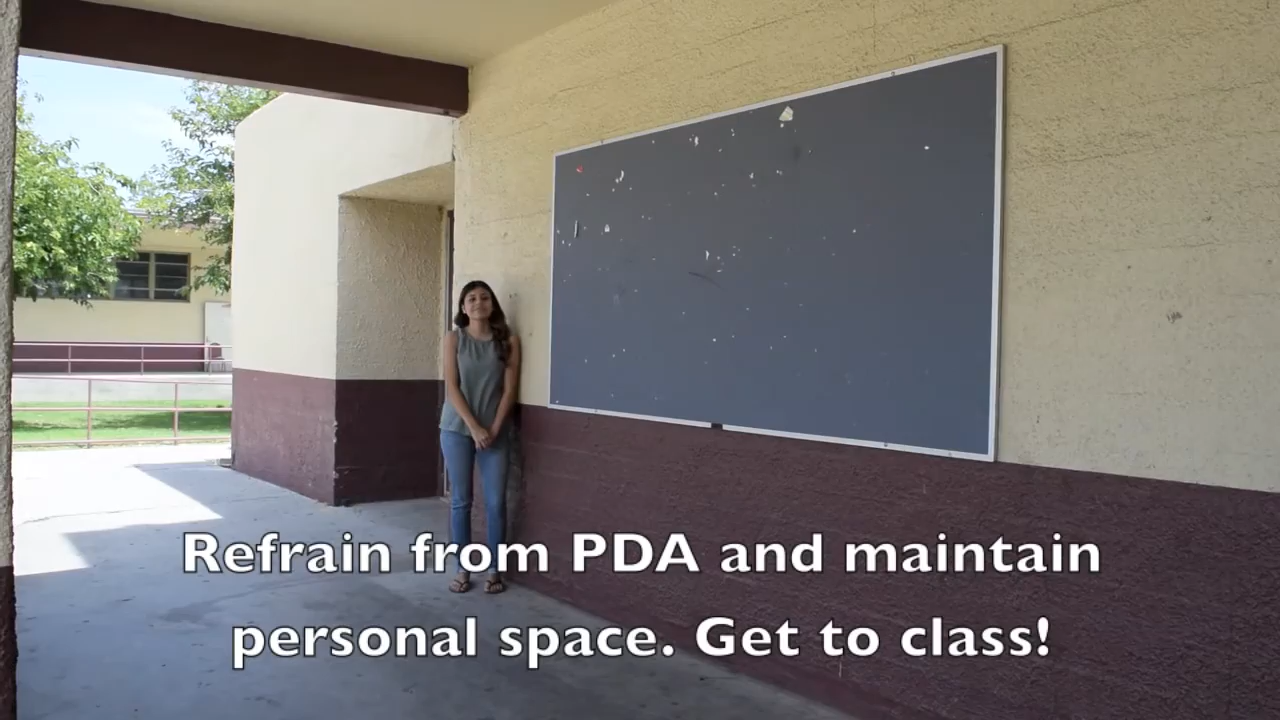 Refrain from PDA and maintain
personal space. Get to class!